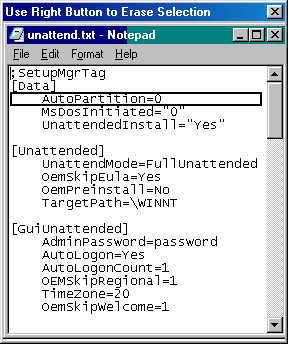 Use Right Button to Erase Selection
unattend.txt - Notepad
File Edit Format Help
;SetupMgrTag
[Data]
AutoPartition=0
MsDosInitiated="0"
UnattendedInstall="Yes"
[Unattended]
UnattendMode=FullUnattended
OemSkipEula=Yes
OemPreinstall=No
TargetPath=\WINNT
[GuiUnattended]
AdminPassword=password
AutoLogon=Yes
AutoLogonCount=1
OEMSkipRegional=1
TimeZone=20
OemSkipWelcome=1